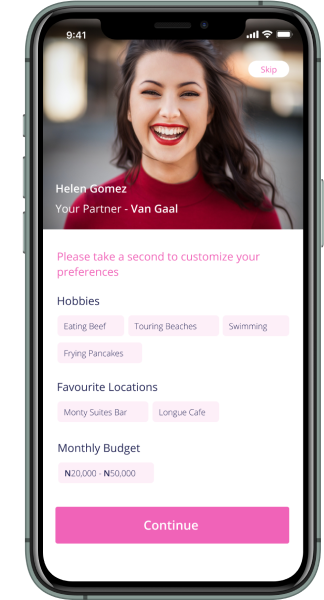 9:41
Skip
Helen Gomez
Your Partner - Van Gaal
Please take a second to customize your
preferences
Hobbies
Eating Beef Touring Beaches Swimming
Frying Pancakes
Favourite Locations
Monty Suites Bar Longue Cafe
Monthly Budget
₦20,000 - ₦50,000
Continue